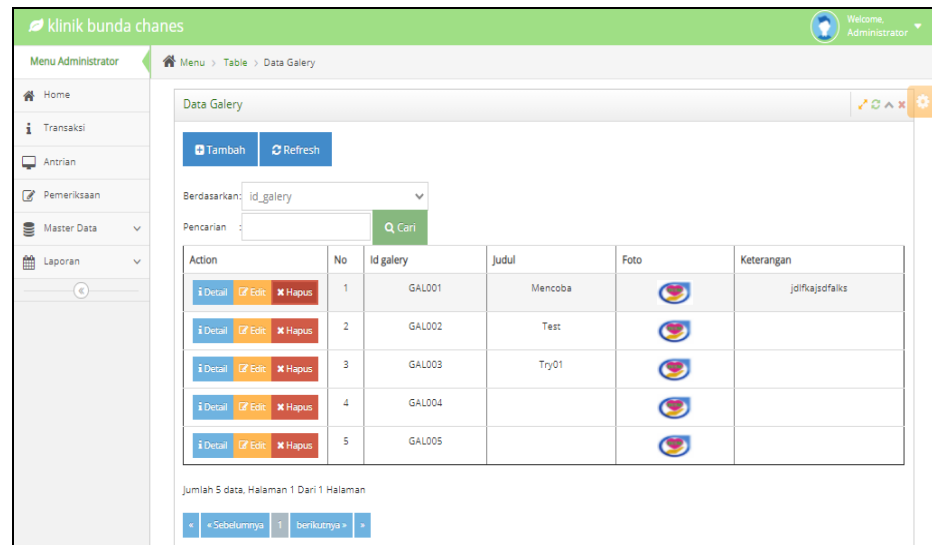 klinik bunda chanes
Welcome,
Administrator
Menu Administrator
Menu > Table > Data Galery
Home
Transaksi
Antrian
Pemeriksaan
Master Data
Laporan
Data Galery
Tambah Refresh
Berdasarkan: id_galery
Pencarian : Cari
Action No Id galery Judul Foto Keterangan
Detail Edit Hapus 1 GAL001 Mencoba jdlfkajsdfalks
Detail Edit Hapus 2 GAL002 Test
Detail Edit Hapus 3 GAL003 Try01
Detail Edit Hapus 4 GAL004
Detail Edit Hapus 5 GAL005
Jumlah 5 data, Halaman 1 Dari 1 Halaman
« « Sebelumnya 1 berikutnya » »